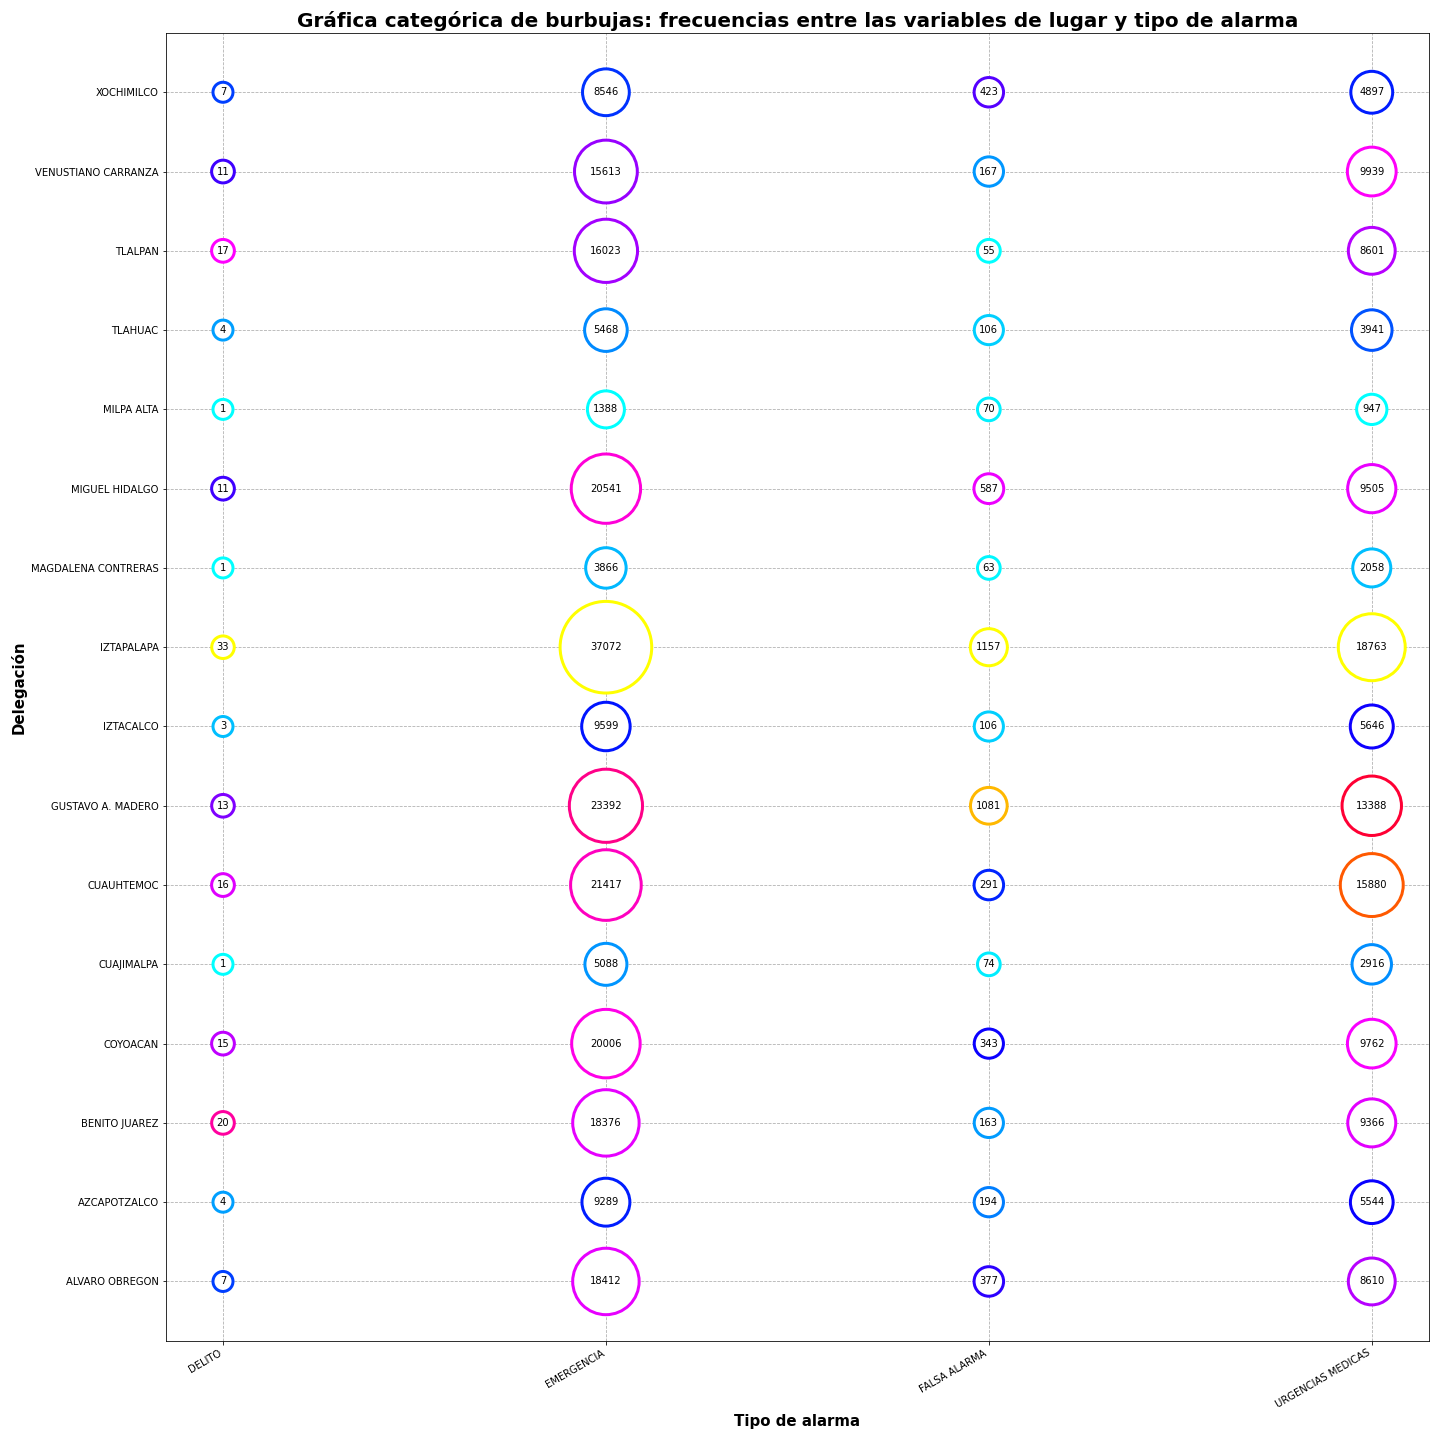 Gráfica categórica de burbujas: frecuencias entre las variables de lugar y tipo de alarma
XOCHIMILCO 7 8546 423 4897
VENUSTIANO CARRANZA 11 15613 167 9939
TLALPAN 17 16023 55 8601
TLAHUAC 4 5468 106 3941
MILPA ALTA 1 1388 70 947
MIGUEL HIDALGO 11 20541 587 9505
MAGDALENA CONTRERAS 1 3866 63 2058
IZTAPALAPA 33 37072 1157 18763
Delegación
IZTACALCO 3 9599 106 5646
GUSTAVO A. MADERO 13 23392 1081 13388
CUAUHTEMOC 16 21417 291 15880
CUAJIMALPA 1 5088 74 2916
COYOACAN 15 20006 343 9762
BENITO JUAREZ 20 18376 163 9366
AZCAPOTZALCO 4 9289 194 5544
ALVARO OBREGON 7 18412 377 8610
DELITO EMERGENCIA FALSA ALARMA URGENCIAS MEDICAS
Tipo de alarma